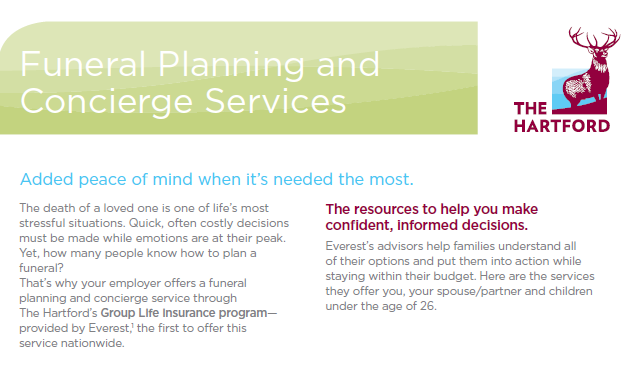 Funeral Planning and
Concierge Services
THE
HARTFORD
Added peace of mind when it's needed the most.
The death of a loved one is one of life's most
stressful situations. Quick, often costly decisions
must be made while emotions are at their peak.
Yet, how many people know how to plan a
funeral?
That's why your employer offers a funeral
planning and concierge service through
The Hartford's Group Life Insurance program—
provided by Everest,¹ the first to offer this
service nationwide.
The resources to help you make
confident, informed decisions.
Everest's advisors help families understand all
of their options and put them into action while
staying within their budget. Here are the services
they offer you, your spouse/partner and children
under the age of 26.